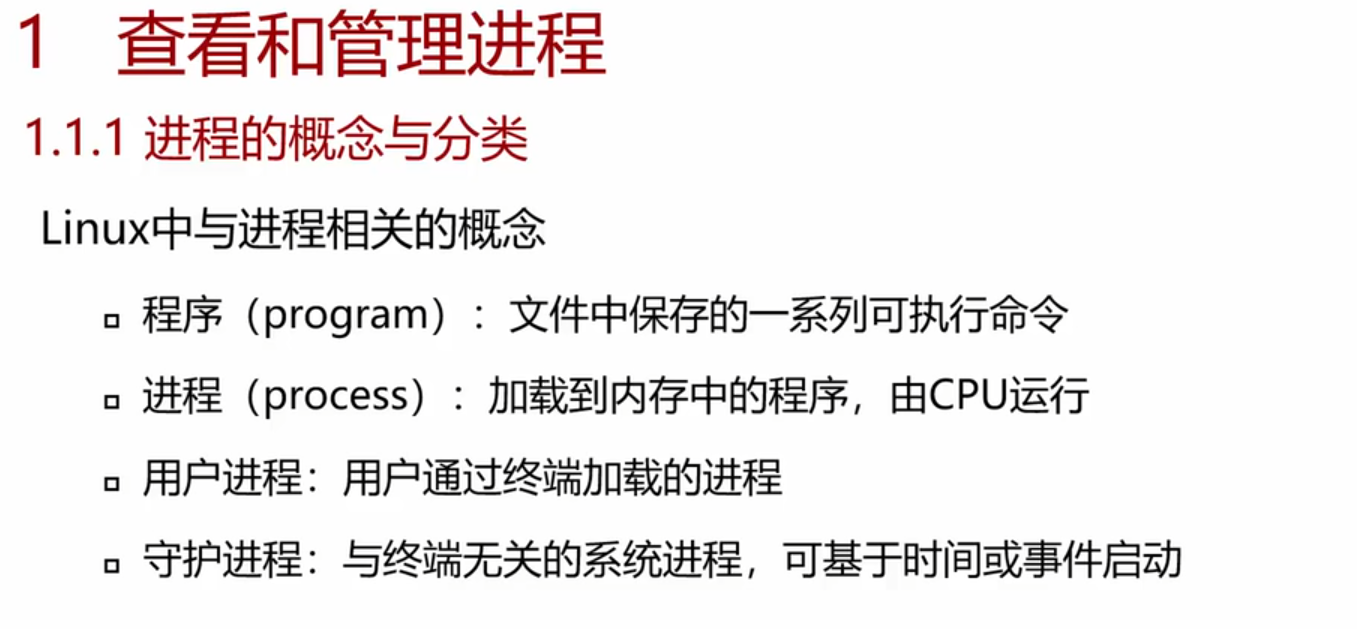 1 查看和管理进程
1.1.1 进程的概念与分类
Linux中与进程相关的概念
程序（program）：文件中保存的一系列可执行命令
进程（process）：加载到内存中的程序，由CPU运行
用户进程：用户通过终端加载的进程
守护进程：与终端无关的系统进程，可基于时间或事件启动